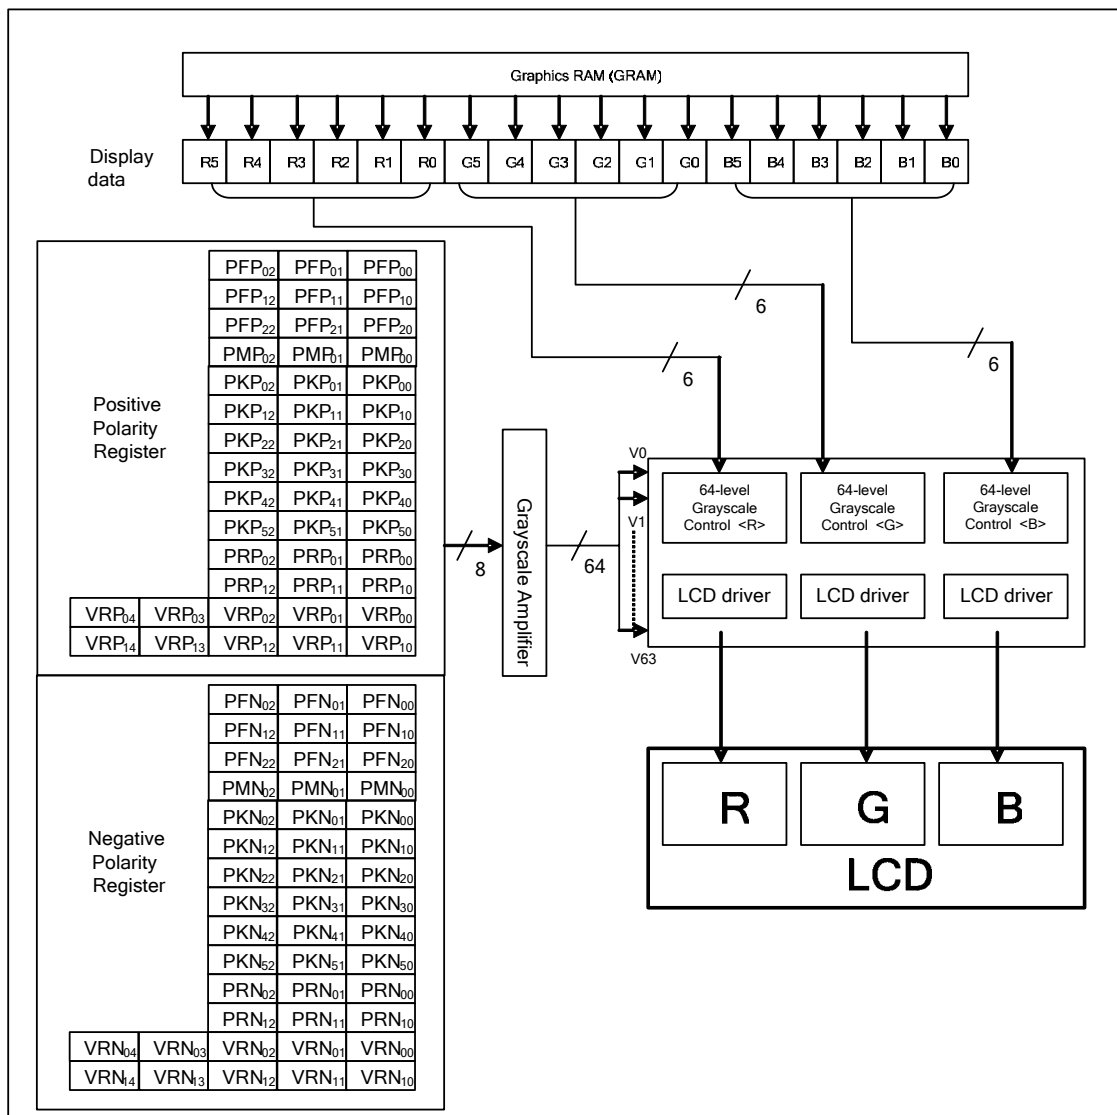 Graphics RAM (GRAM)
Display
data
R5 R4 R3 R2 R1 R0 G5 G4 G3 G2 G1 G0 B5 B4 B3 B2 B1 B0
6
6
6
Positive
Polarity
Register
PFP02 PFP01 PFP00
PFP12 PFP11 PFP10
PFP22 PFP21 PFP20
PMP02 PMP01 PMP00
PKP02 PKP01 PKP00
PKP12 PKP11 PKP10
PKP22 PKP21 PKP20
PKP32 PKP31 PKP30
PKP42 PKP41 PKP40
PKP52 PKP51 PKP50
PRP02 PRP01 PRP00
PRP12 PRP11 PRP10
VRP04 VRP03 VRP02 VRP01 VRP00
VRP14 VRP13 VRP12 VRP11 VRP10
8
Grayscale Amplifier
64
V0
V1
V63
64-level
Grayscale
Control <R>
64-level
Grayscale
Control <G>
64-level
Grayscale
Control <B>
LCD driver
LCD driver
LCD driver
R G B
LCD
Negative
Polarity
Register
PFN02 PFN01 PFN00
PFN12 PFN11 PFN10
PFN22 PFN21 PFN20
PMN02 PMN01 PMN00
PKN02 PKN01 PKN00
PKN12 PKN11 PKN10
PKN22 PKN21 PKN20
PKN32 PKN31 PKN30
PKN42 PKN41 PKN40
PKN52 PKN51 PKN50
PRN02 PRN01 PRN00
PRN12 PRN11 PRN10
VRN04 VRN03 VRN02 VRN01 VRN00
VRN14 VRN13 VRN12 VRN11 VRN10